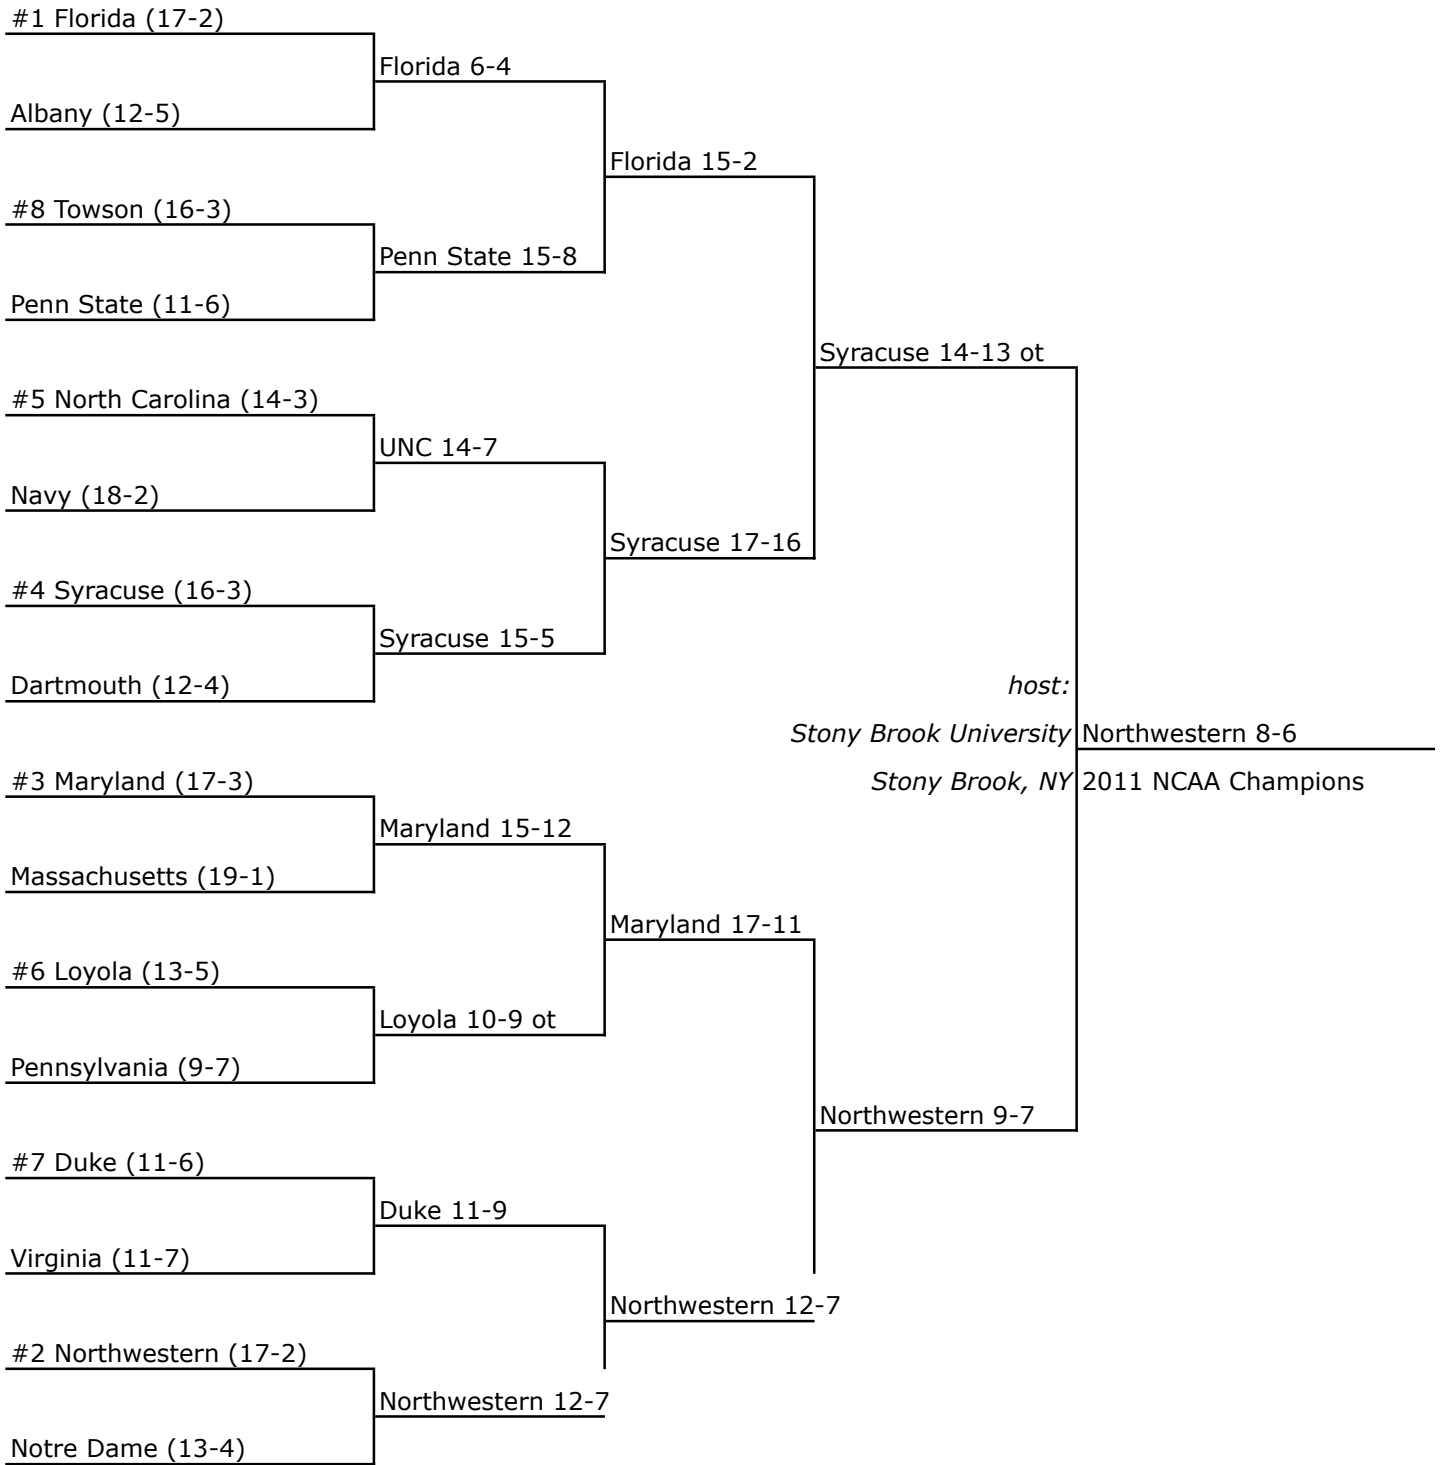 #1 Florida (17-2)
Florida 6-4
Albany (12-5)
Florida 15-2
#8 Towson (16-3)
Penn State 15-8
Penn State (11-6)
Syracuse 14-13 ot
#5 North Carolina (14-3)
UNC 14-7
Navy (18-2)
Syracuse 17-16
#4 Syracuse (16-3)
Syracuse 15-5
Dartmouth (12-4)
host:
Stony Brook University
Northwestern 8-6
#3 Maryland (17-3)
Stony Brook, NY
2011 NCAA Champions
Maryland 15-12
Massachusetts (19-1)
Maryland 17-11
#6 Loyola (13-5)
Loyola 10-9 ot
Pennsylvania (9-7)
Northwestern 9-7
#7 Duke (11-6)
Duke 11-9
Virginia (11-7)
Northwestern 12-7
#2 Northwestern (17-2)
Northwestern 12-7
Notre Dame (13-4)